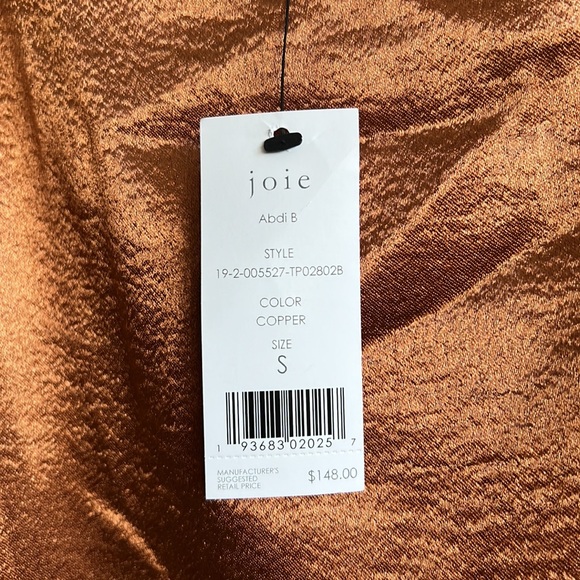 joie
Abdi B
STYLE
19-2-005527-TP02802B
COLOR
COPPER
SIZE
S
1 93683 02025 7
MANUFACTURER'S
SUGGESTED
RETAIL PRICE
$148.00